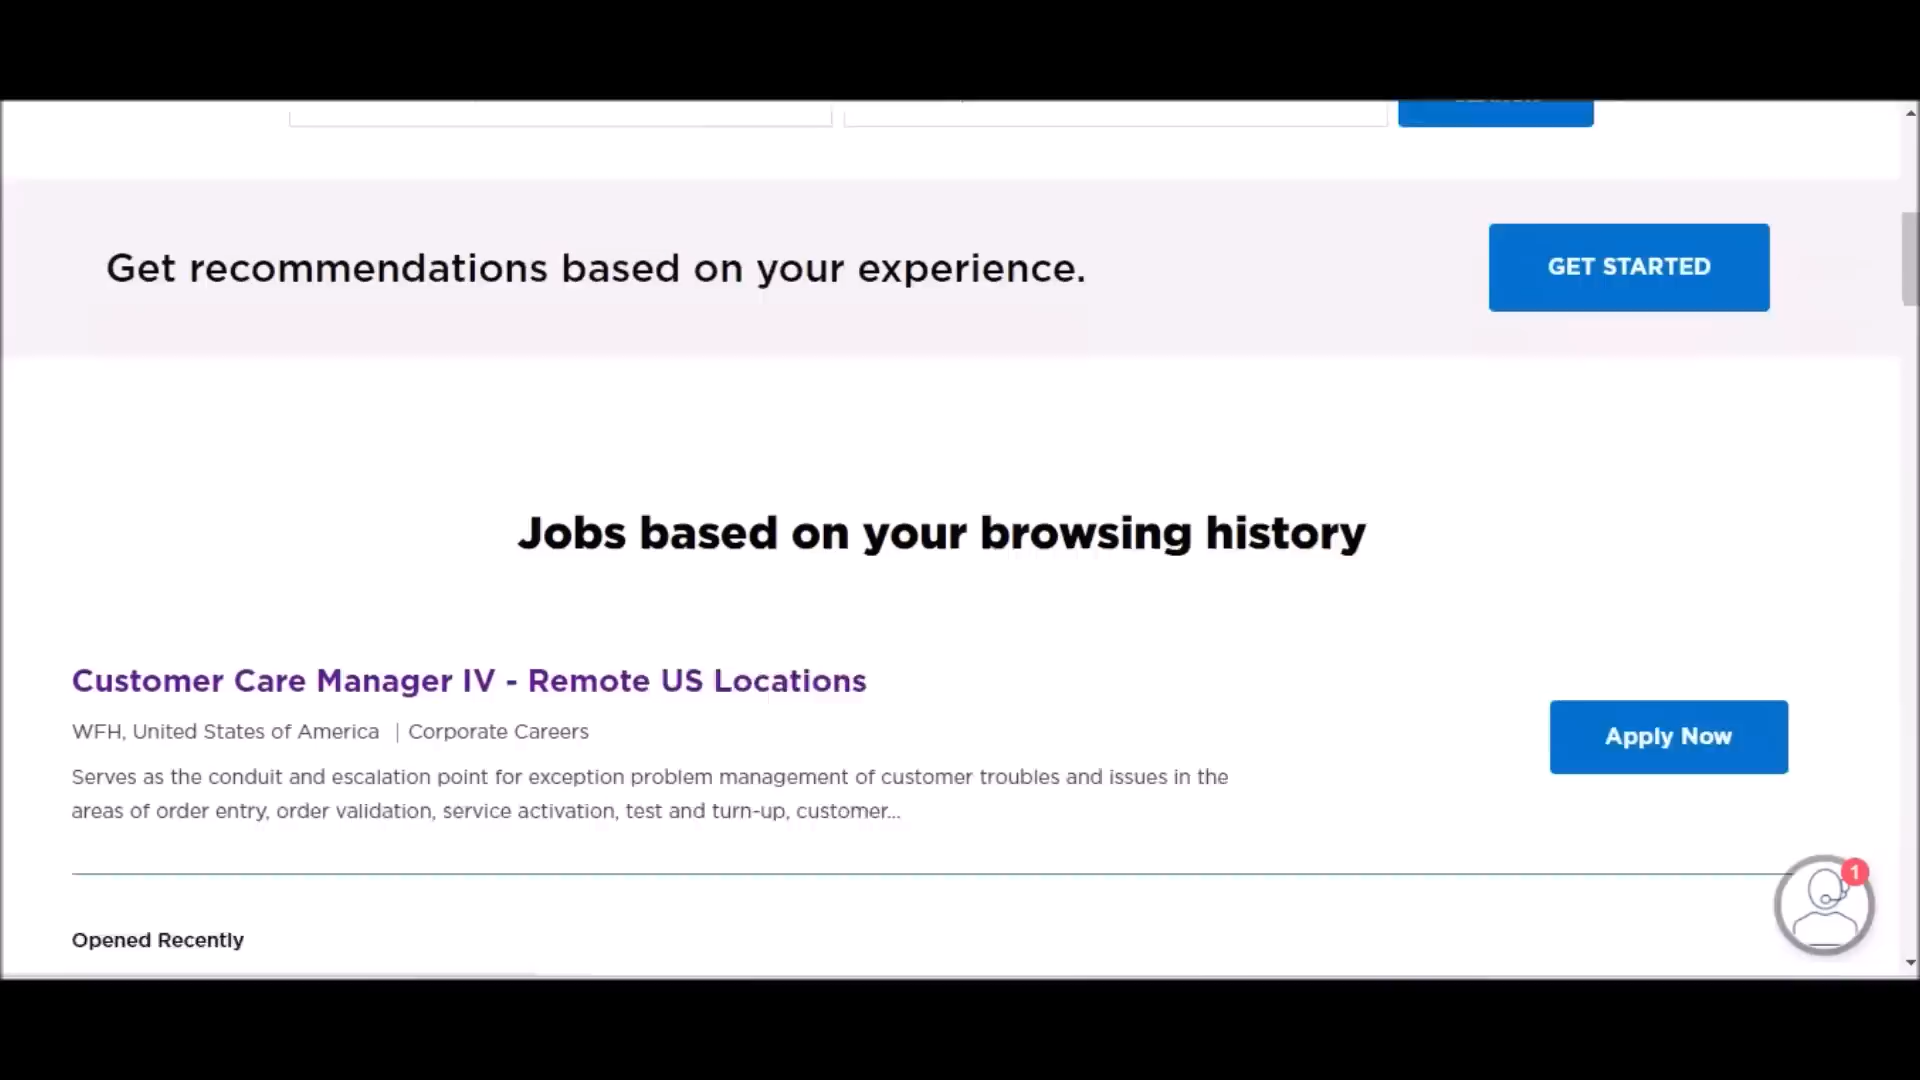 Get recommendations based on your experience.
GET STARTED
Jobs based on your browsing history
Customer Care Manager IV - Remote US Locations
WFH, United States of America | Corporate Careers
Apply Now
Serves as the conduit and escalation point for exception problem management of customer troubles and issues in the
areas of order entry, order validation, service activation, test and turn-up, customer...
1
Opened Recently